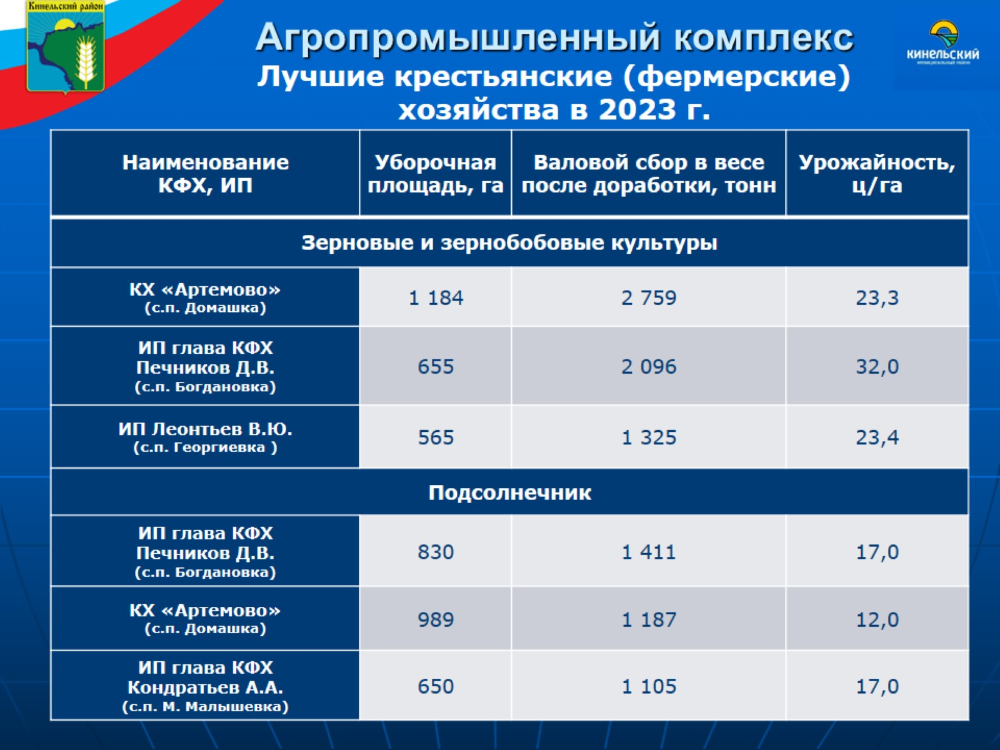 Кинельский район
Агропромышленный комплекс
КИНЕЛЬСКИЙ
МУНИЦИПАЛЬНЫЙ РАЙОН
Лучшие крестьянские (фермерские)
хозяйства в 2023 г.
Наименование
КФХ, ИП
Уборочная
площадь, га
Валовой сбор в весе
после доработки, тонн
Урожайность,
ц/га
Зерновые и зернобобовые культуры
КХ «Артемово»
(с.п. Домашка)
1 184
2 759
23,3
ИП глава КФХ
Печников Д.В.
(с.п. Богдановка)
655
2 096
32,0
ИП Леонтьев В.Ю.
(с.п. Георгиевка )
565
1 325
23,4
Подсолнечник
ИП глава КФХ
Печников Д.В.
(с.п. Богдановка)
830
1 411
17,0
КХ «Артемово»
(с.п. Домашка)
989
1 187
12,0
ИП глава КФХ
Кондратьев А.А.
(с.п. М. Малышевка)
650
1 105
17,0